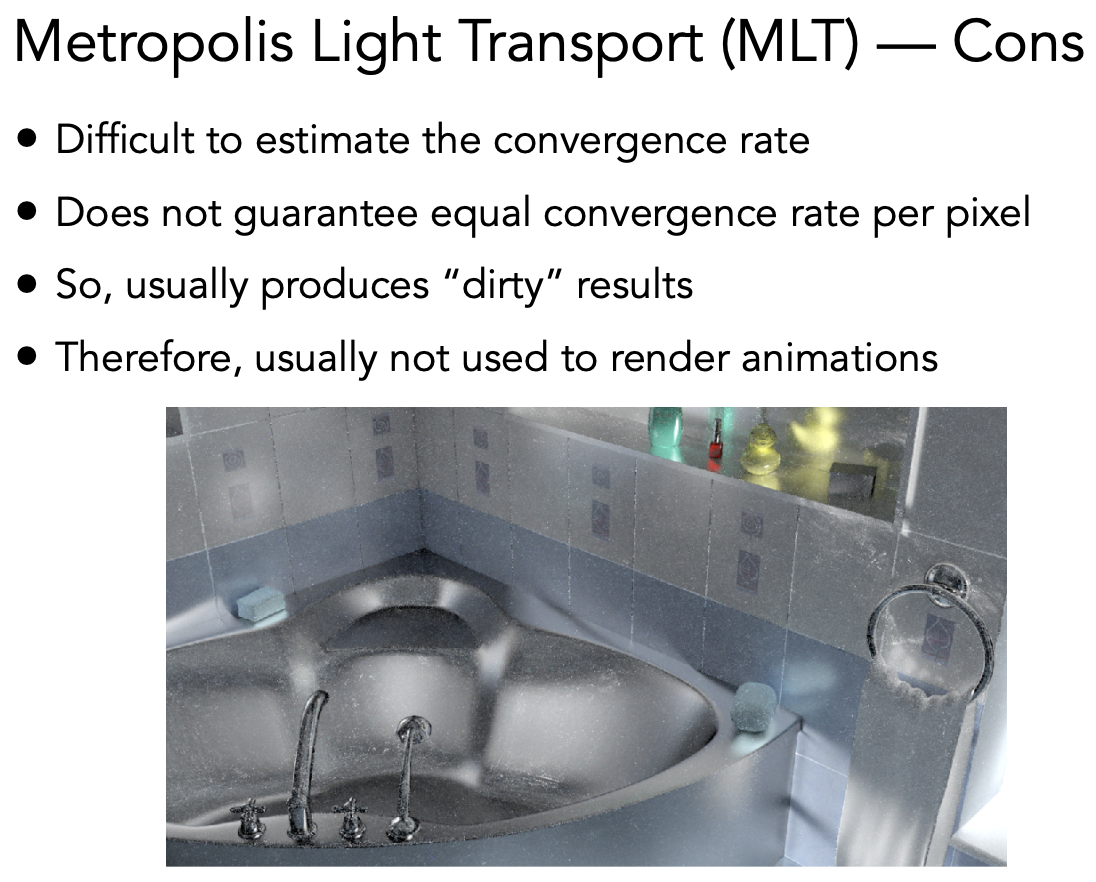 Metropolis Light Transport (MLT) — Cons
• Difficult to estimate the convergence rate
• Does not guarantee equal convergence rate per pixel
• So, usually produces “dirty” results
• Therefore, usually not used to render animations